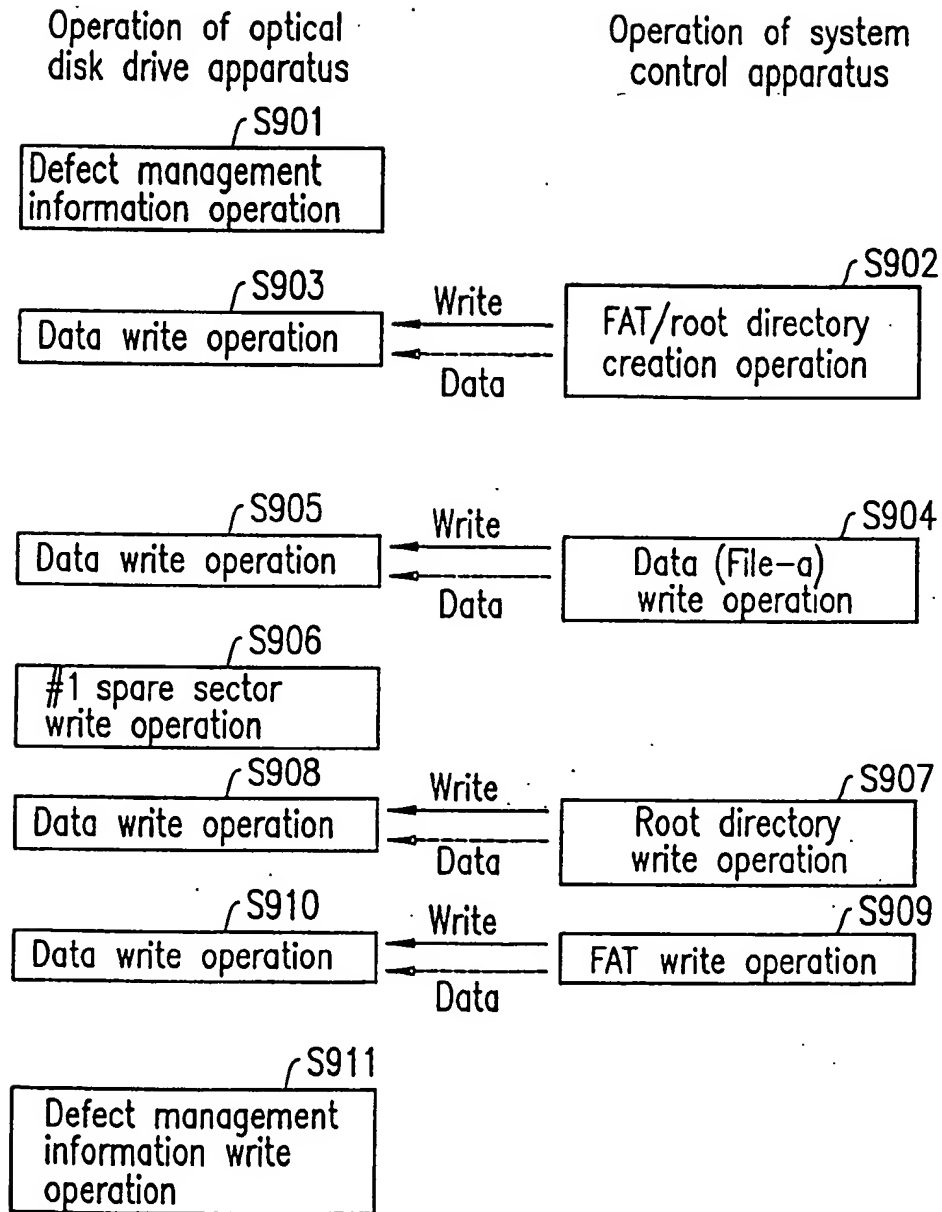 Operation of optical
disk drive apparatus
Operation of system
control apparatus
S901
Defect management
information operation
S902
FAT/root directory
creation operation
S903
Data write operation
Write
Data
S904
Data (File-a)
write operation
S905
Data write operation
Write
Data
S906
#1 spare sector
write operation
S907
Root directory
write operation
S908
Data write operation
Write
Data
S909
FAT write operation
S910
Data write operation
Write
Data
S911
Defect management
information write
operation